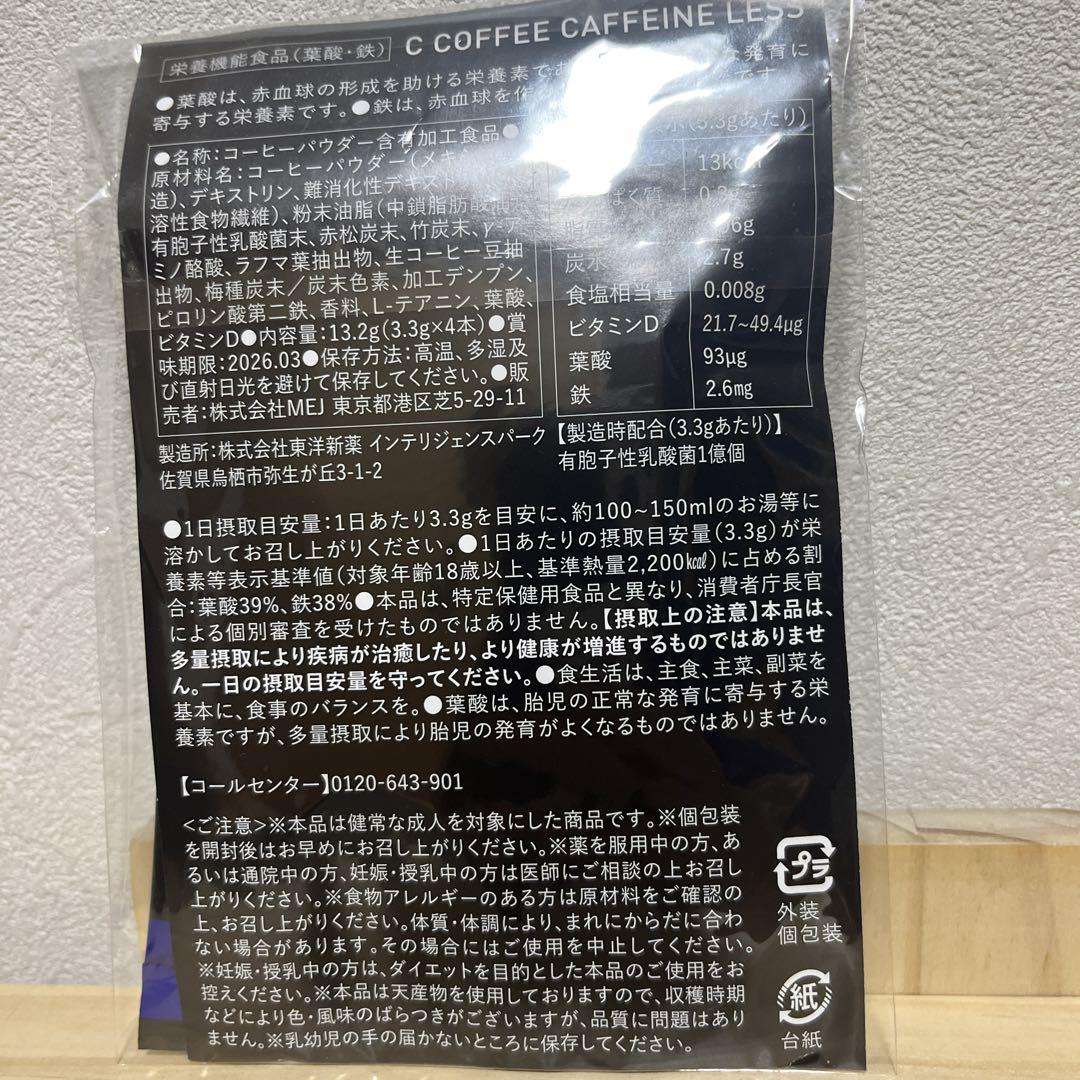 栄養機能食品(葉酸・鉄) C COFFEE CAFFEINE LESS
●葉酸は、赤血球の形成を助ける栄養素で 発育に
寄与する栄養素です。●鉄は、赤血球を作 です。
●名称:コーヒーパウダー含有加工食品●
原材料名:コーヒーパウダー(メキ
造)、デキストリン、難消化性デキスト
溶性食物繊維)、粉末油脂(中鎖脂肪酸油
有胞子性乳酸菌末、赤松炭末、竹炭末、γ-ア
ミノ酪酸、ラフマ葉抽出物、生コーヒー豆抽
出物、梅種炭末/炭末色素、加工デンプン、
ピロリン酸第二鉄、香料、L-テアニン、葉酸、
ビタミンD●内容量:13.2g(3.3g×4本)●賞
味期限:2026.03●保存方法:高温、多湿及
び直射日光を避けて保存してください。●販
売者:株式会社MEJ 東京都港区芝5-29-11
(3.3gあたり)
13kcal
ぱく質
脂 6g
炭水 2.7g
食塩相当量 0.008g
ビタミンD 21.7~49.4μg
葉酸 93μg
鉄 2.6mg
製造所:株式会社東洋新薬 インテリジェンスパーク
佐賀県鳥栖市弥生が丘3-1-2
【製造時配合(3.3gあたり)】
有胞子性乳酸菌1億個
●1日摂取目安量:1日あたり3.3gを目安に、約100~150mlのお湯等に
溶かしてお召し上がりください。●1日あたりの摂取目安量(3.3g)が栄
養素等表示基準値(対象年齢18歳以上、基準熱量2,200㎉)に占める割
合:葉酸39%、鉄38%●本品は、特定保健用食品と異なり、消費者庁長官
による個別審査を受けたものではありません。【摂取上の注意】本品は、
多量摂取により疾病が治癒したり、より健康が増進するものではありませ
ん。一日の摂取目安量を守ってください。●食生活は、主食、主菜、副菜を
基本に、食事のバランスを。●葉酸は、胎児の正常な発育に寄与する栄
養素ですが、多量摂取により胎児の発育がよくなるものではありません。
【コールセンター】0120-643-901
<ご注意>※本品は健常な成人を対象にした商品です。※個包装
を開封後はお早めにお召し上がりください。※薬を服用中の方、あ
るいは通院中の方、妊娠・授乳中の方は医師にご相談の上お召し
上がりください。※食物アレルギーのある方は原材料をご確認の
上、お召し上がりください。体質・体調により、まれにからだに合わ
ない場合があります。その場合にはご使用を中止してください。
※妊娠・授乳中の方は、ダイエットを目的とした本品のご使用をお
控えください。※本品は天産物を使用しておりますので、収穫時期
などにより色・風味のばらつきがございますが、品質に問題はあり
ません。※乳幼児の手の届かないところに保存してください。
プラ
外装
個包装
紙
台紙